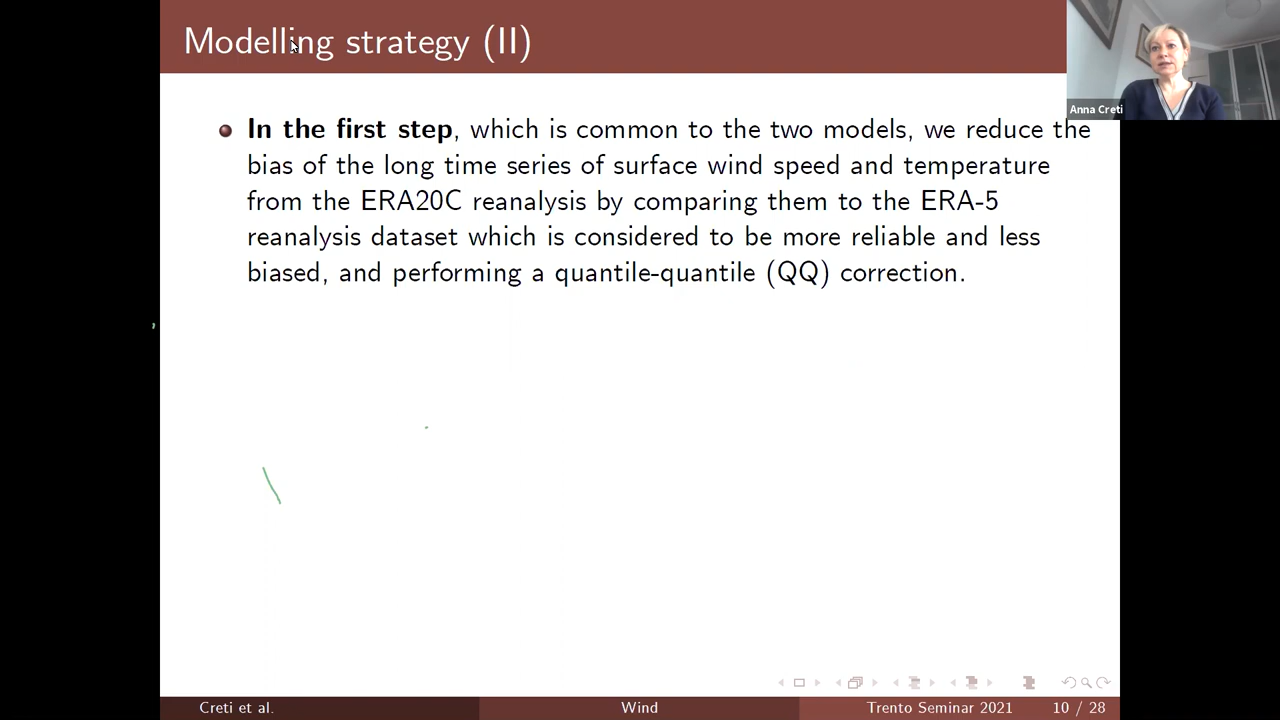 Modelling strategy (II)
Anna Creti
In the first step, which is common to the two models, we reduce the
bias of the long time series of surface wind speed and temperature
from the ERA20C reanalysis by comparing them to the ERA-5
reanalysis dataset which is considered to be more reliable and less
biased, and performing a quantile-quantile (QQ) correction.
Creti et al.
Wind
Trento Seminar 2021
10 / 28